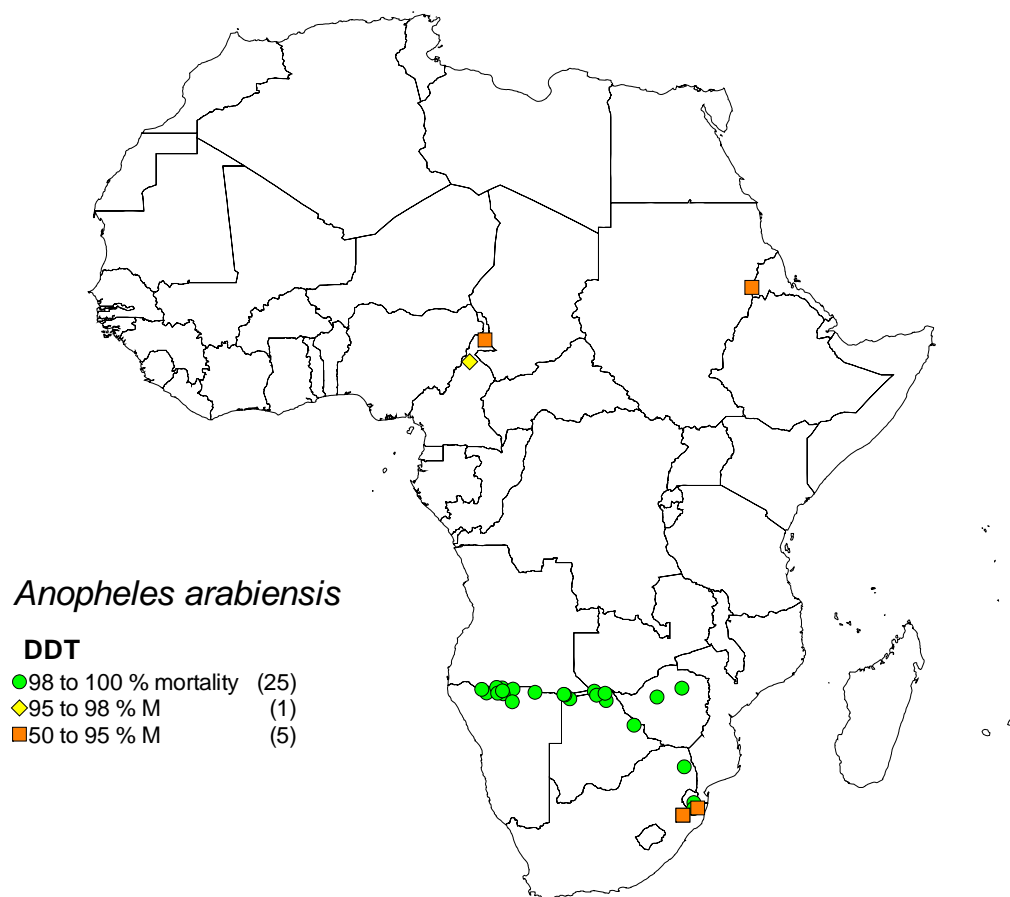 Anopheles arabiensis
DDT
98 to 100 % mortality (25)
95 to 98 % M (1)
50 to 95 % M (5)